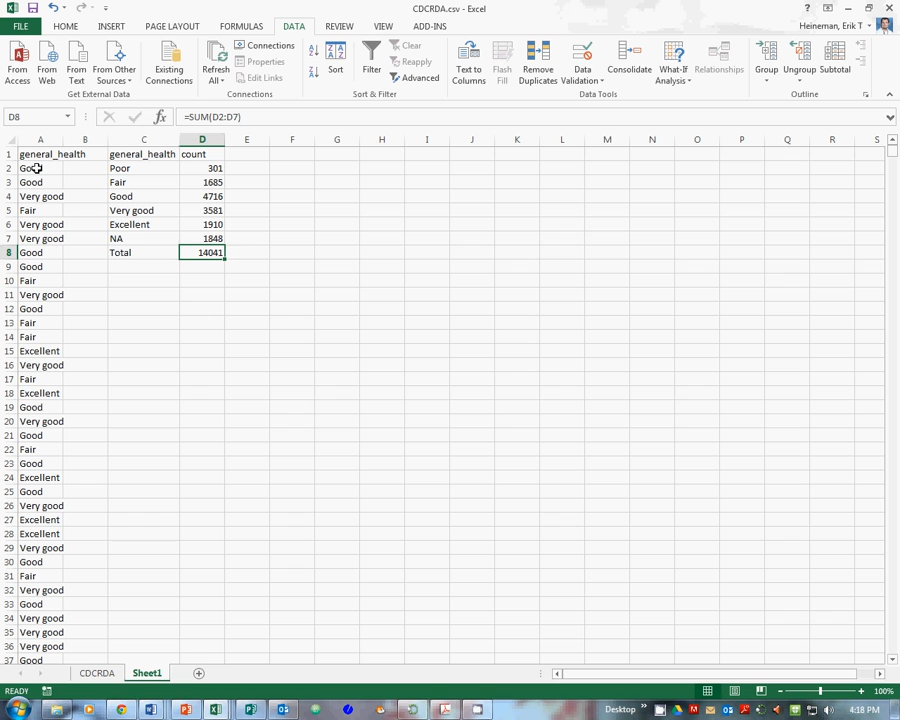 CDCRDA.csv - Excel
FILE HOME INSERT PAGE LAYOUT FORMULAS DATA REVIEW VIEW ADD-INS Heineman, Erik T
From Access From Web From Text From Other Sources Existing Connections Refresh All Connections Properties Edit Links Sort Filter Clear Reapply Advanced Text to Columns Flash Fill Remove Duplicates Data Validation Consolidate What-If Analysis Relationships Group Ungroup Subtotal
Get External Data Connections Sort & Filter Data Tools Outline
D8 =SUM(D2:D7)
A B C D E F G H I J K L M N O P Q R S
1 general_health general_health count
2 Good Poor 301
3 Good Fair 1685
4 Very good Good 4716
5 Fair Very good 3581
6 Very good Excellent 1910
7 Very good NA 1848
8 Good Total 14041
9 Good
10 Fair
11 Very good
12 Good
13 Fair
14 Fair
15 Excellent
16 Very good
17 Fair
18 Excellent
19 Good
20 Very good
21 Good
22 Fair
23 Good
24 Excellent
25 Good
26 Very good
27 Excellent
28 Excellent
29 Very good
30 Good
31 Fair
32 Very good
33 Good
34 Very good
35 Very good
36 Very good
37 Good
CDCRDA Sheet1
READY 100%
Desktop 4:18 PM